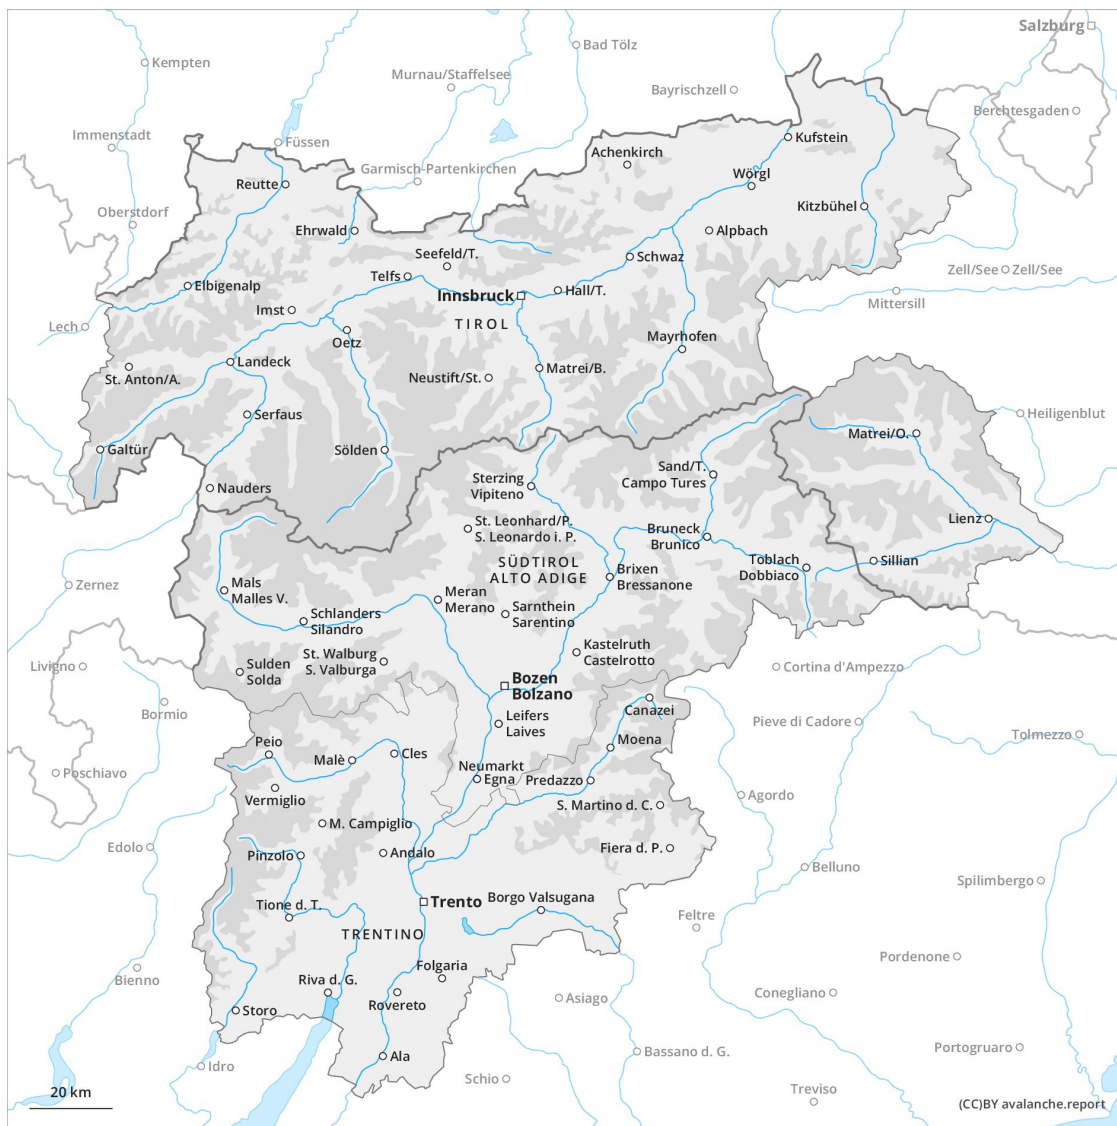 Salzburg
Bad Tölz
Kempten
Murnau/Staffelsee
Bayrischzell
Berchtesgaden
Immenstadt
Füssen
Kufstein
Achenkirch
Garmisch-Partenkirchen
Wörgl
Reutte
Oberstdorf
Kitzbühel
Ehrwald
Alpbach
Seefeld/T.
Schwaz
Zell/See
Zell/See
Telfs
Elbigenalp
Hall/T.
Innsbruck
Mittersill
Imst
TIROL
Lech
Oetz
Mayrhofen
Landeck
Matrei/B.
St. Anton/A.
Neustift/St.
Serfaus
Heiligenblut
Matrei/O.
Galtür
Sölden
Sand/T.
Campo Tures
Sterzing
Vipiteno
Nauders
St. Leonhard/P.
S. Leonardo i. P.
Lienz
Bruneck
Brunico
SÜDTIROL
ALTO ADIGE
Toblach
Dobbiaco
Sillian
Brixen
Bressanone
Zernez
Mals
Malles V.
Meran
Merano
Sarnthein
Sarentino
Schlanders
Silandro
Kastelruth
Castelrotto
St. Walburg
S. Valburga
Livigno
Sulden
Solda
Cortina d'Ampezzo
Bozen
Bolzano
Canazei
Bormio
Leifers
Laives
Pieve di Cadore
Moena
Tolmezzo
Peio
Malè
Cles
Neumarkt
Egna
Predazzo
Poschiavo
Vermiglio
S. Martino d. C.
Agordo
M. Campiglio
Edolo
Pinzolo
Andalo
Fiera d. P.
Belluno
Spilimbergo
Trento
Borgo Valsugana
Tione d. T.
Feltre
TRENTINO
Pordenone
Bienno
Folgaria
Riva d. G.
Rovereto
Asiago
Conegliano
Storo
Portogruaro
Ala
Bassano d. G.
Idro
Schio
Treviso
20 km
(CC)BY avalanche.report